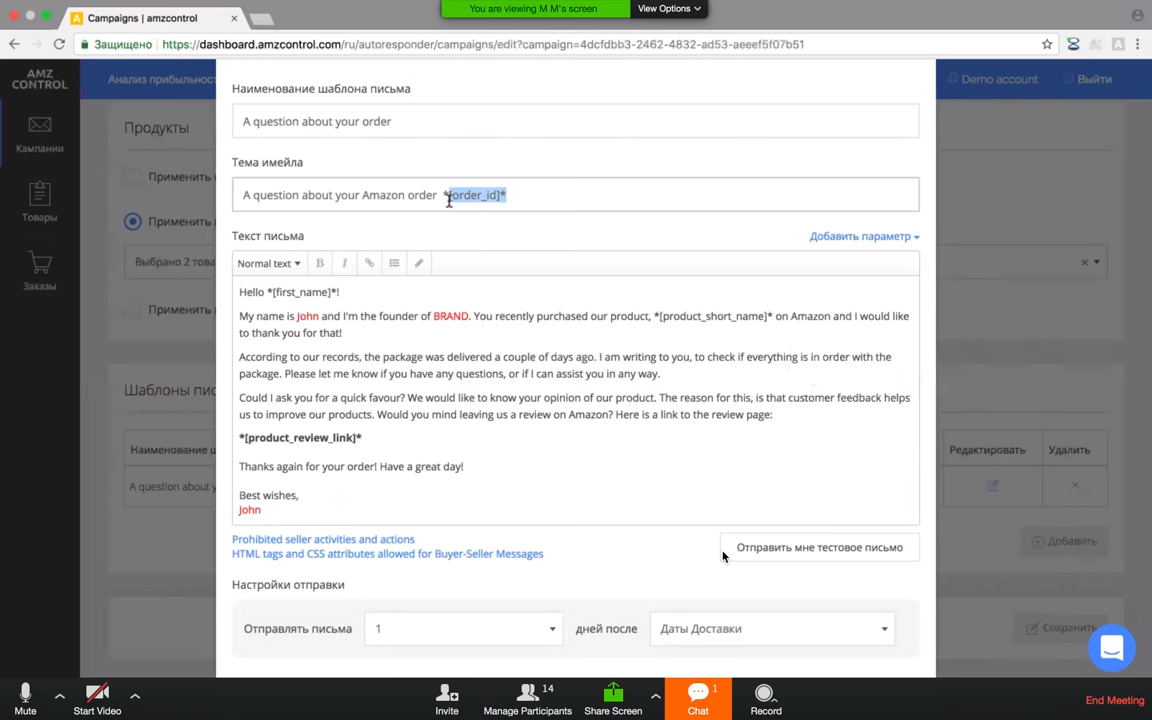 You are viewing M M's screen
View Options
Campaigns | amzcontrol
Защищено
https://dashboard.amzcontrol.com/ru/autoresponder/campaigns/edit?campaign=4dcfdbb3-2462-4832-ad53-aeeef5f07b51
AMZ
CONTROL
Анализ прибыльнос
Demo account
Выйти
Кампании
Товары
Заказы
Продукты
Применить
Применить
Выбрано 2 това
Применить
Шаблоны пис
Наименование ш
Редактировать
Удалить
A question about y
Добавить
Сохранить
Наименование шаблона письма
A question about your order
Тема имейла
A question about your Amazon order *[order_id]*
Текст письма
Добавить параметр
Normal text
B
I
Hello *[first_name]*!
My name is John and I'm the founder of BRAND. You recently purchased our product, *[product_short_name]* on Amazon and I would like
to thank you for that!
According to our records, the package was delivered a couple of days ago. I am writing to you, to check if everything is in order with the
package. Please let me know if you have any questions, or if I can assist you in any way.
Could I ask you for a quick favour? We would like to know your opinion of our product. The reason for this, is that customer feedback helps
us to improve our products. Would you mind leaving us a review on Amazon? Here is a link to the review page:
*[product_review_link]*
Thanks again for your order! Have a great day!
Best wishes,
John
Prohibited seller activities and actions
HTML tags and CSS attributes allowed for Buyer-Seller Messages
Отправить мне тестовое письмо
Настройки отправки
Отправлять письма
1
дней после
Даты Доставки
Mute
Start Video
Invite
14
Manage Participants
Share Screen
1
Chat
Record
End Meeting